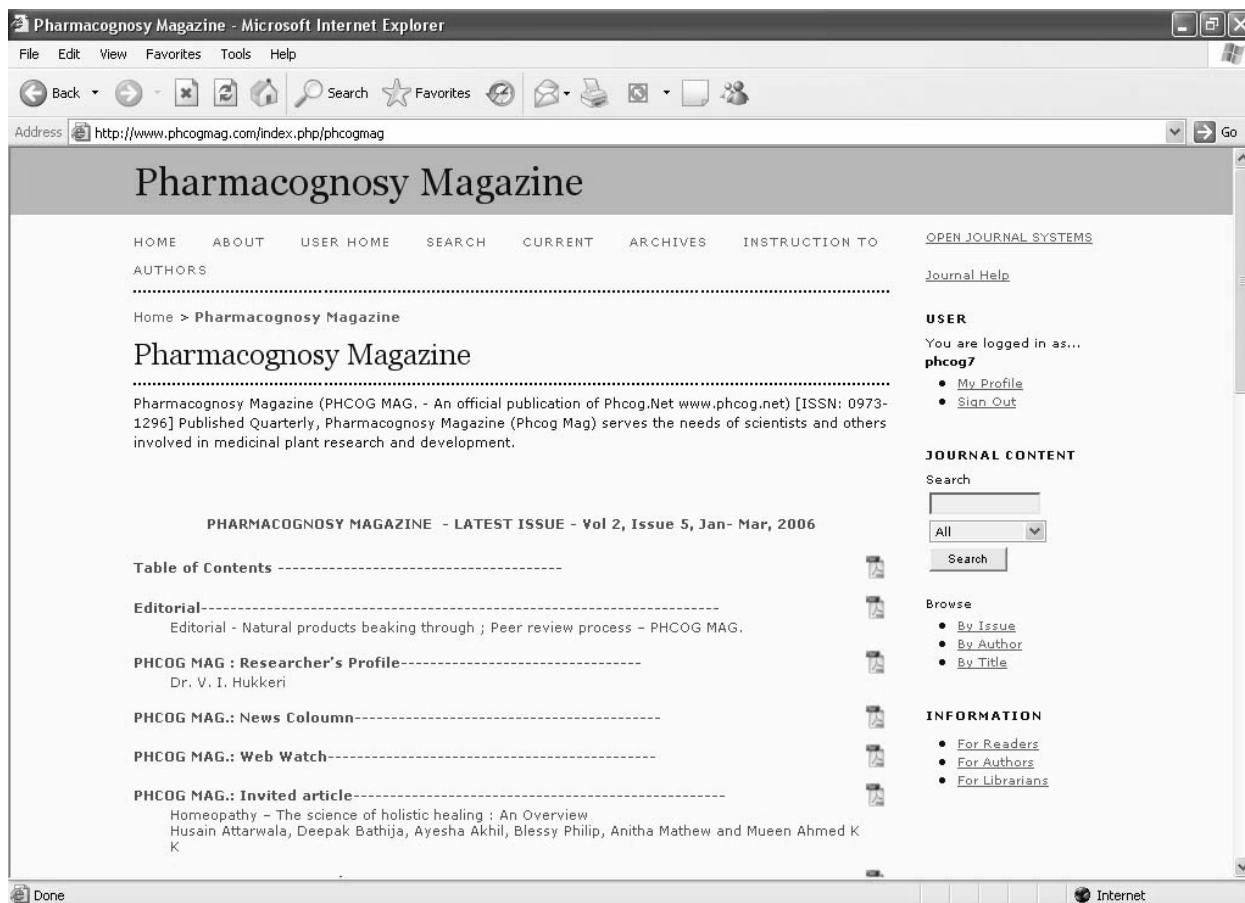 Pharmacognosy Magazine - Microsoft Internet Explorer
File Edit View Favorites Tools Help
Back Search Favorites
Address http://www.phcogmag.com/index.php/phcogmag Go
Pharmacognosy Magazine
HOME ABOUT USER HOME SEARCH CURRENT ARCHIVES INSTRUCTION TO
AUTHORS
Home > Pharmacognosy Magazine
Pharmacognosy Magazine
Pharmacognosy Magazine (PHCOG MAG. - An official publication of Phcog.Net www.phcog.net) [ISSN: 0973-
1296] Published Quarterly, Pharmacognosy Magazine (Phcog Mag) serves the needs of scientists and others
involved in medicinal plant research and development.
PHARMACOGNOSY MAGAZINE - LATEST ISSUE - Vol 2, Issue 5, Jan- Mar, 2006
Table of Contents ---------------------------------------
Editorial-----------------------------------------------------------------------
Editorial - Natural products beaking through ; Peer review process – PHCOG MAG.
PHCOG MAG : Researcher's Profile---------------------------------
Dr. V. I. Hukkeri
PHCOG MAG.: News Coloumn------------------------------------------
PHCOG MAG.: Web Watch---------------------------------------------
PHCOG MAG.: Invited article---------------------------------------------------
Homeopathy – The science of holistic healing : An Overview
Husain Attarwala, Deepak Bathija, Ayesha Akhil, Blessy Philip, Anitha Mathew and Mueen Ahmed K
K
OPEN JOURNAL SYSTEMS
Journal Help
USER
You are logged in as...
phcog7
My Profile
Sign Out
JOURNAL CONTENT
Search
All
Search
Browse
By Issue
By Author
By Title
INFORMATION
For Readers
For Authors
For Librarians
Done Internet